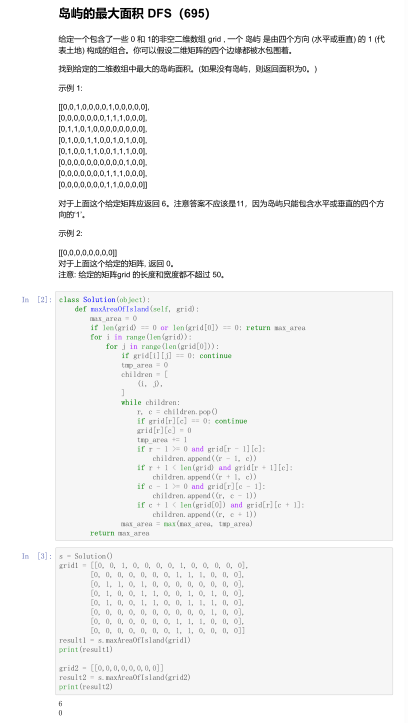 岛屿的最大面积 DFS（695）
给定一个包含了一些 0 和 1的非空二维数组 grid , 一个 岛屿 是由四个方向 (水平或垂直) 的 1 (代
表土地) 构成的组合。你可以假设二维矩阵的四个边缘都被水包围着。
找到给定的二维数组中最大的岛屿面积。(如果没有岛屿，则返回面积为0。)
示例 1:
[[0,0,1,0,0,0,0,1,0,0,0,0,0],
[0,0,0,0,0,0,0,1,1,1,0,0,0],
[0,1,1,0,1,0,0,0,0,0,0,0,0],
[0,1,0,0,1,1,0,0,1,0,1,0,0],
[0,1,0,0,1,1,0,0,1,1,1,0,0],
[0,0,0,0,0,0,0,0,0,0,1,0,0],
[0,0,0,0,0,0,0,1,1,1,0,0,0],
[0,0,0,0,0,0,0,1,1,0,0,0,0]]
对于上面这个给定矩阵应返回 6。注意答案不应该是11，因为岛屿只能包含水平或垂直的四个方
向的'1'。
示例 2:
[[0,0,0,0,0,0,0,0]]
对于上面这个给定的矩阵, 返回 0。
注意: 给定的矩阵grid 的长度和宽度都不超过 50。
In [2]: class Solution(object):
def maxAreaOfIsland(self, grid):
max_area = 0
if len(grid) == 0 or len(grid[0]) == 0: return max_area
for i in range(len(grid)):
for j in range(len(grid[0])):
if grid[i][j] == 0: continue
tmp_area = 0
children = [
(i, j),
]
while children:
r, c = children.pop()
if grid[r][c] == 0: continue
grid[r][c] = 0
tmp_area += 1
if r - 1 >= 0 and grid[r - 1][c]:
children.append((r - 1, c))
if r + 1 < len(grid) and grid[r + 1][c]:
children.append((r + 1, c))
if c - 1 >= 0 and grid[r][c - 1]:
children.append((r, c - 1))
if c + 1 < len(grid[0]) and grid[r][c + 1]:
children.append((r, c + 1))
max_area = max(max_area, tmp_area)
return max_area
In [3]: s = Solution()
grid1 = [[0, 0, 1, 0, 0, 0, 0, 1, 0, 0, 0, 0, 0],
[0, 0, 0, 0, 0, 0, 0, 1, 1, 1, 0, 0, 0],
[0, 1, 1, 0, 1, 0, 0, 0, 0, 0, 0, 0, 0],
[0, 1, 0, 0, 1, 1, 0, 0, 1, 0, 1, 0, 0],
[0, 1, 0, 0, 1, 1, 0, 0, 1, 1, 1, 0, 0],
[0, 0, 0, 0, 0, 0, 0, 0, 0, 0, 1, 0, 0],
[0, 0, 0, 0, 0, 0, 0, 1, 1, 1, 0, 0, 0],
[0, 0, 0, 0, 0, 0, 0, 1, 1, 0, 0, 0, 0]]
result1 = s.maxAreaOfIsland(grid1)
print(result1)
grid2 = [[0,0,0,0,0,0,0,0]]
result2 = s.maxAreaOfIsland(grid2)
print(result2)
6
0